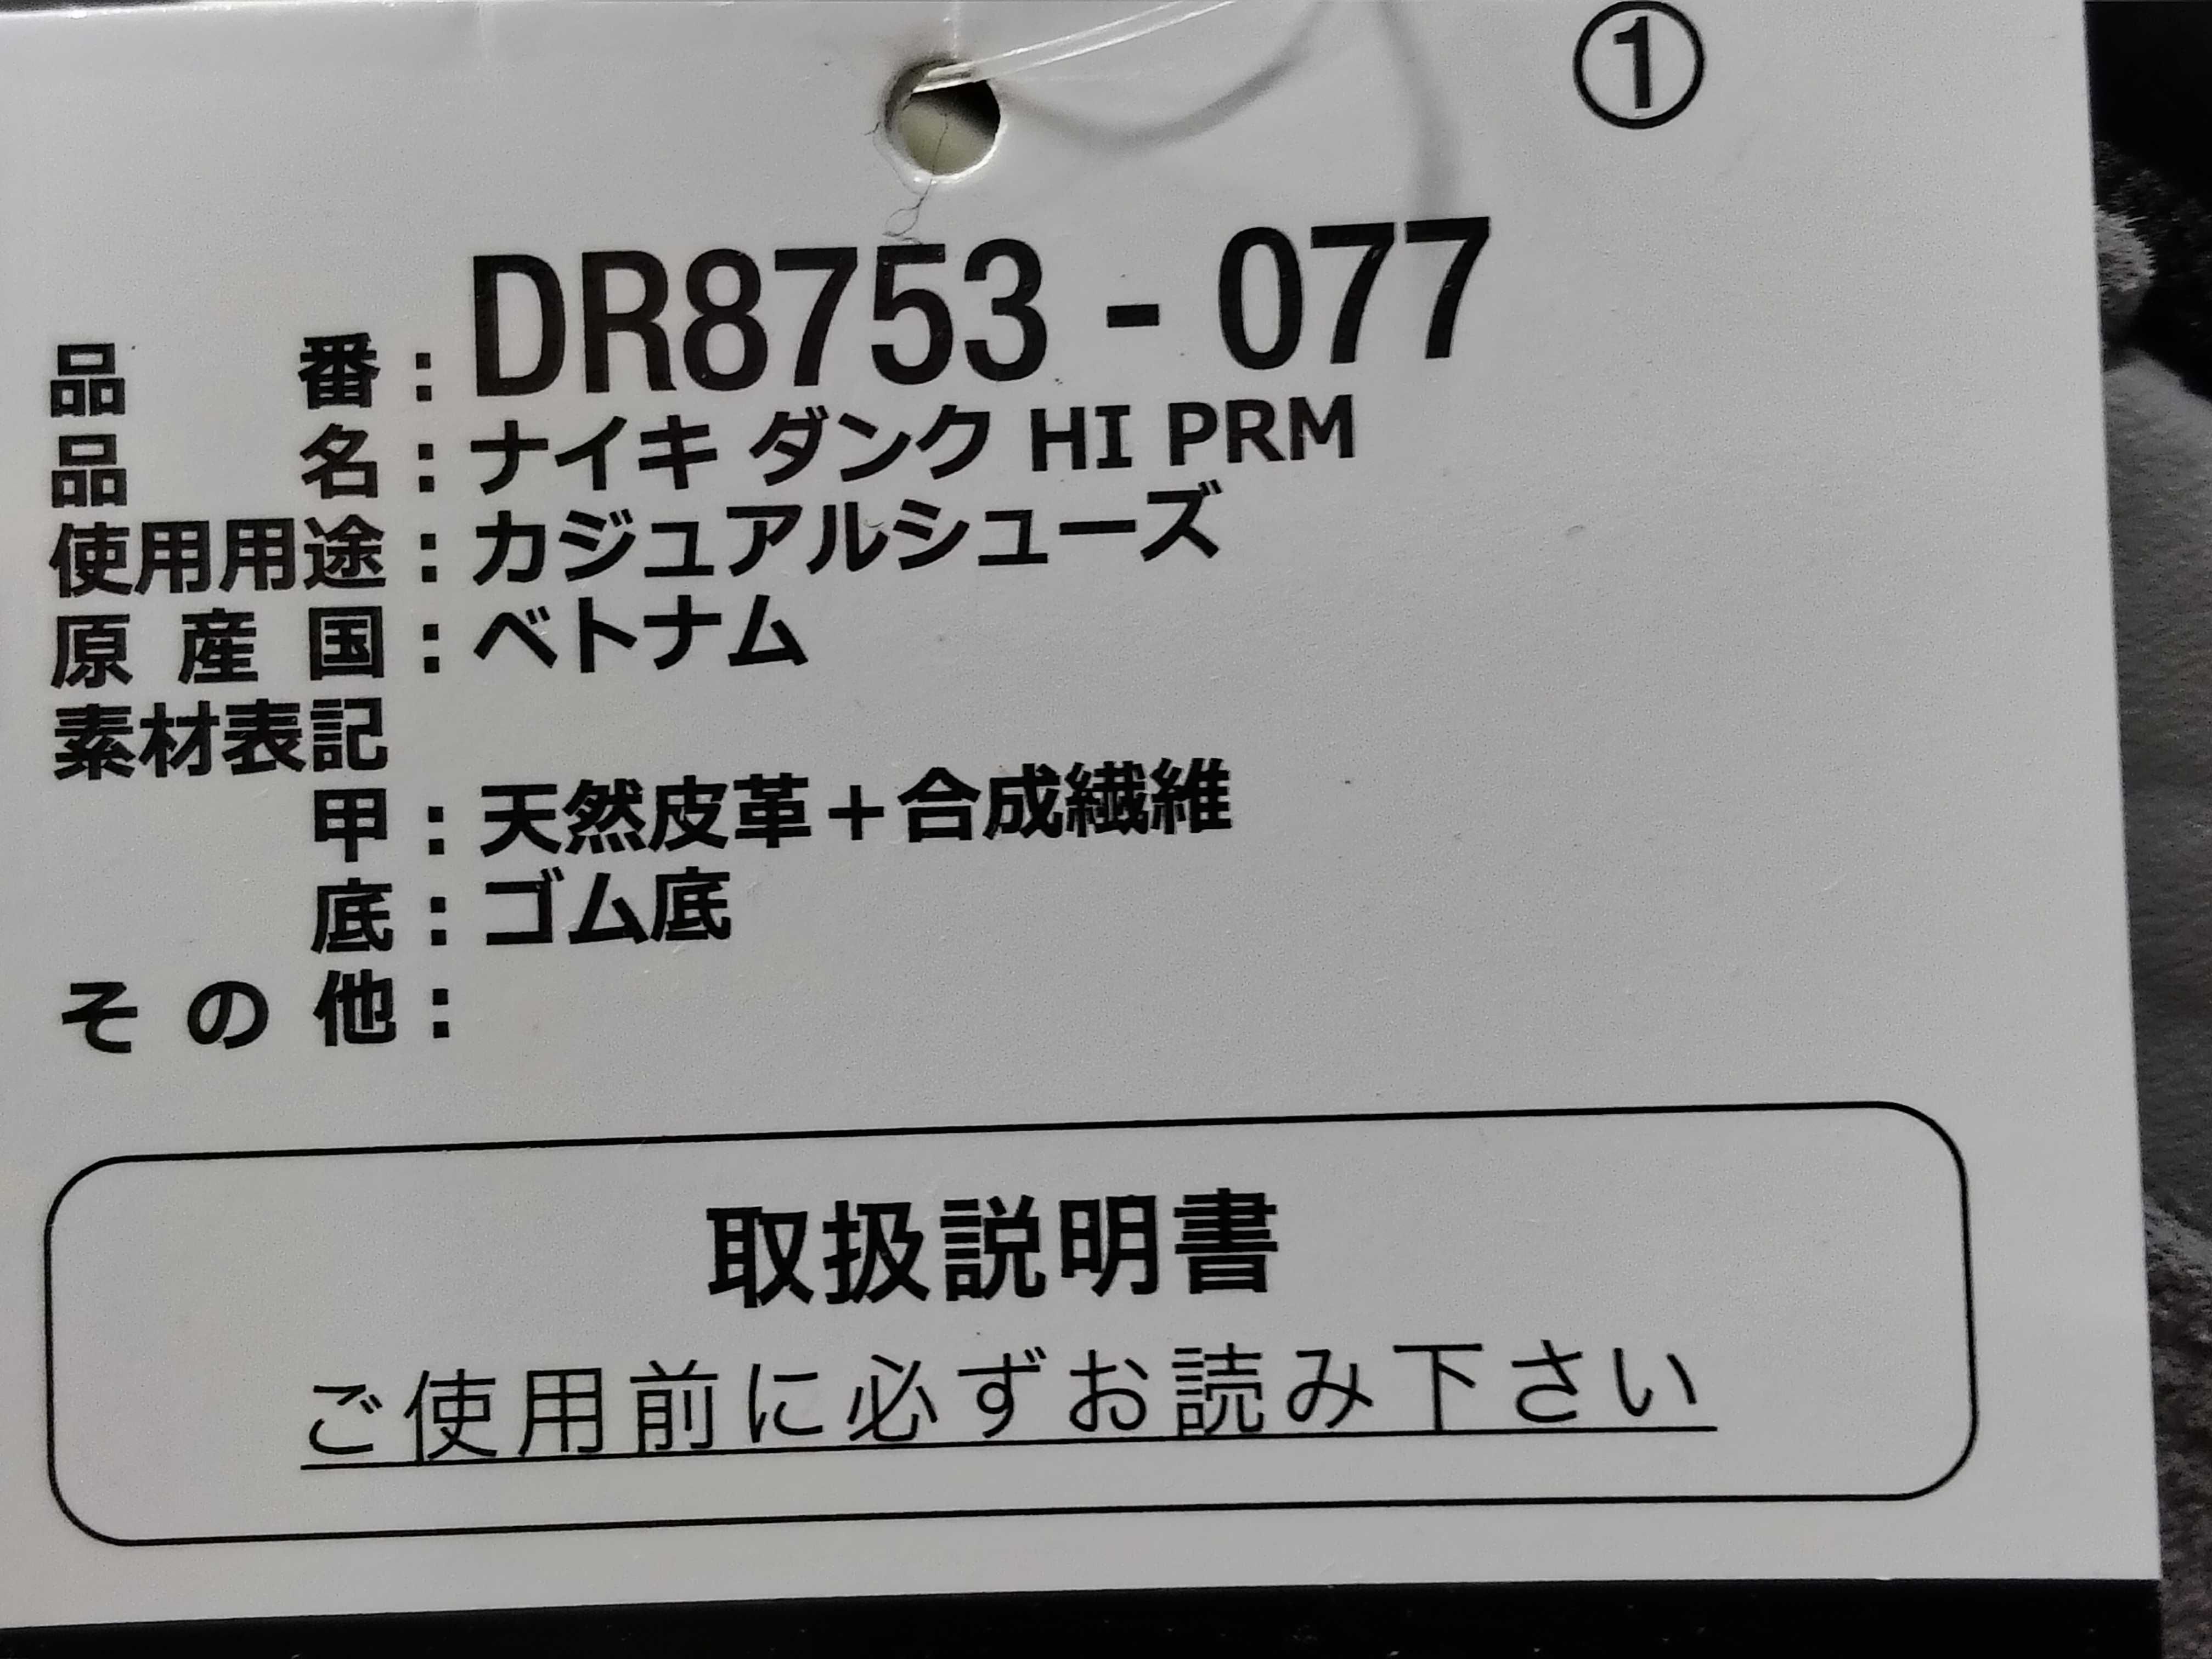 ①
品番：DR8753-077
品名：ナイキ ダンク HI PRM
使用用途：カジュアルシューズ
原産国：ベトナム
素材表記
甲：天然皮革＋合成繊維
底：ゴム底
その他：
取扱説明書
ご使用前に必ずお読み下さい